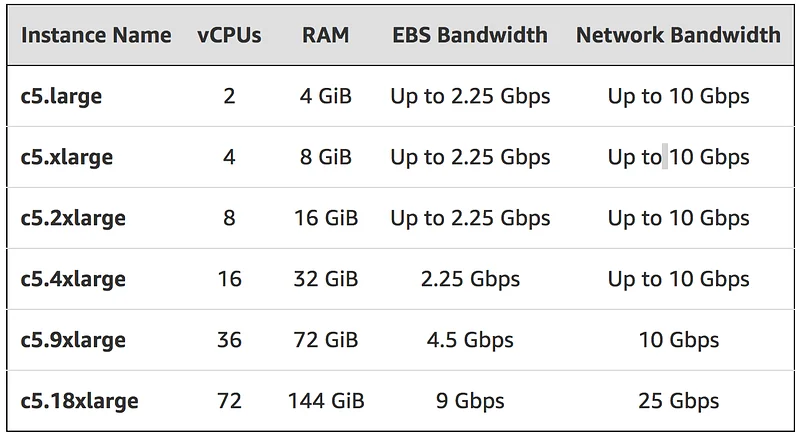 Instance Name vCPUs RAM EBS Bandwidth Network Bandwidth
c5.large 2 4 GiB Up to 2.25 Gbps Up to 10 Gbps
c5.xlarge 4 8 GiB Up to 2.25 Gbps Up to 10 Gbps
c5.2xlarge 8 16 GiB Up to 2.25 Gbps Up to 10 Gbps
c5.4xlarge 16 32 GiB 2.25 Gbps Up to 10 Gbps
c5.9xlarge 36 72 GiB 4.5 Gbps 10 Gbps
c5.18xlarge 72 144 GiB 9 Gbps 25 Gbps